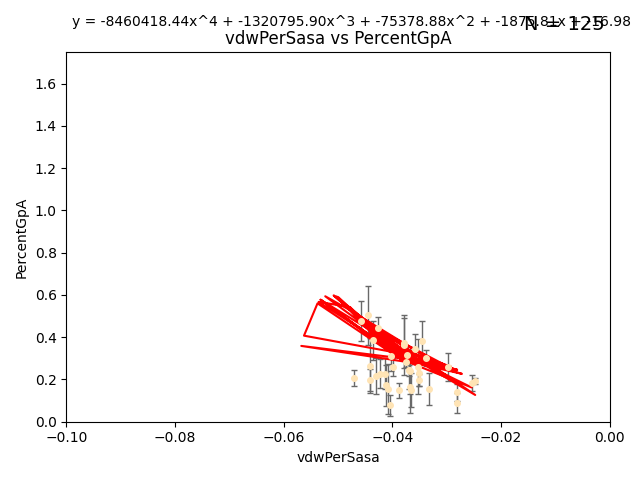 y = -8460418.44x^4 + -1320795.90x^3 + -75378.88x^2 + -1875.81x + -16.98
N = 125
vdwPerSasa vs PercentGpA
1.6
1.4
1.2
1.0
0.8
0.6
0.4
0.2
0.0
PercentGpA
−0.10 −0.08 −0.06 −0.04 −0.02 0.00
vdwPerSasa